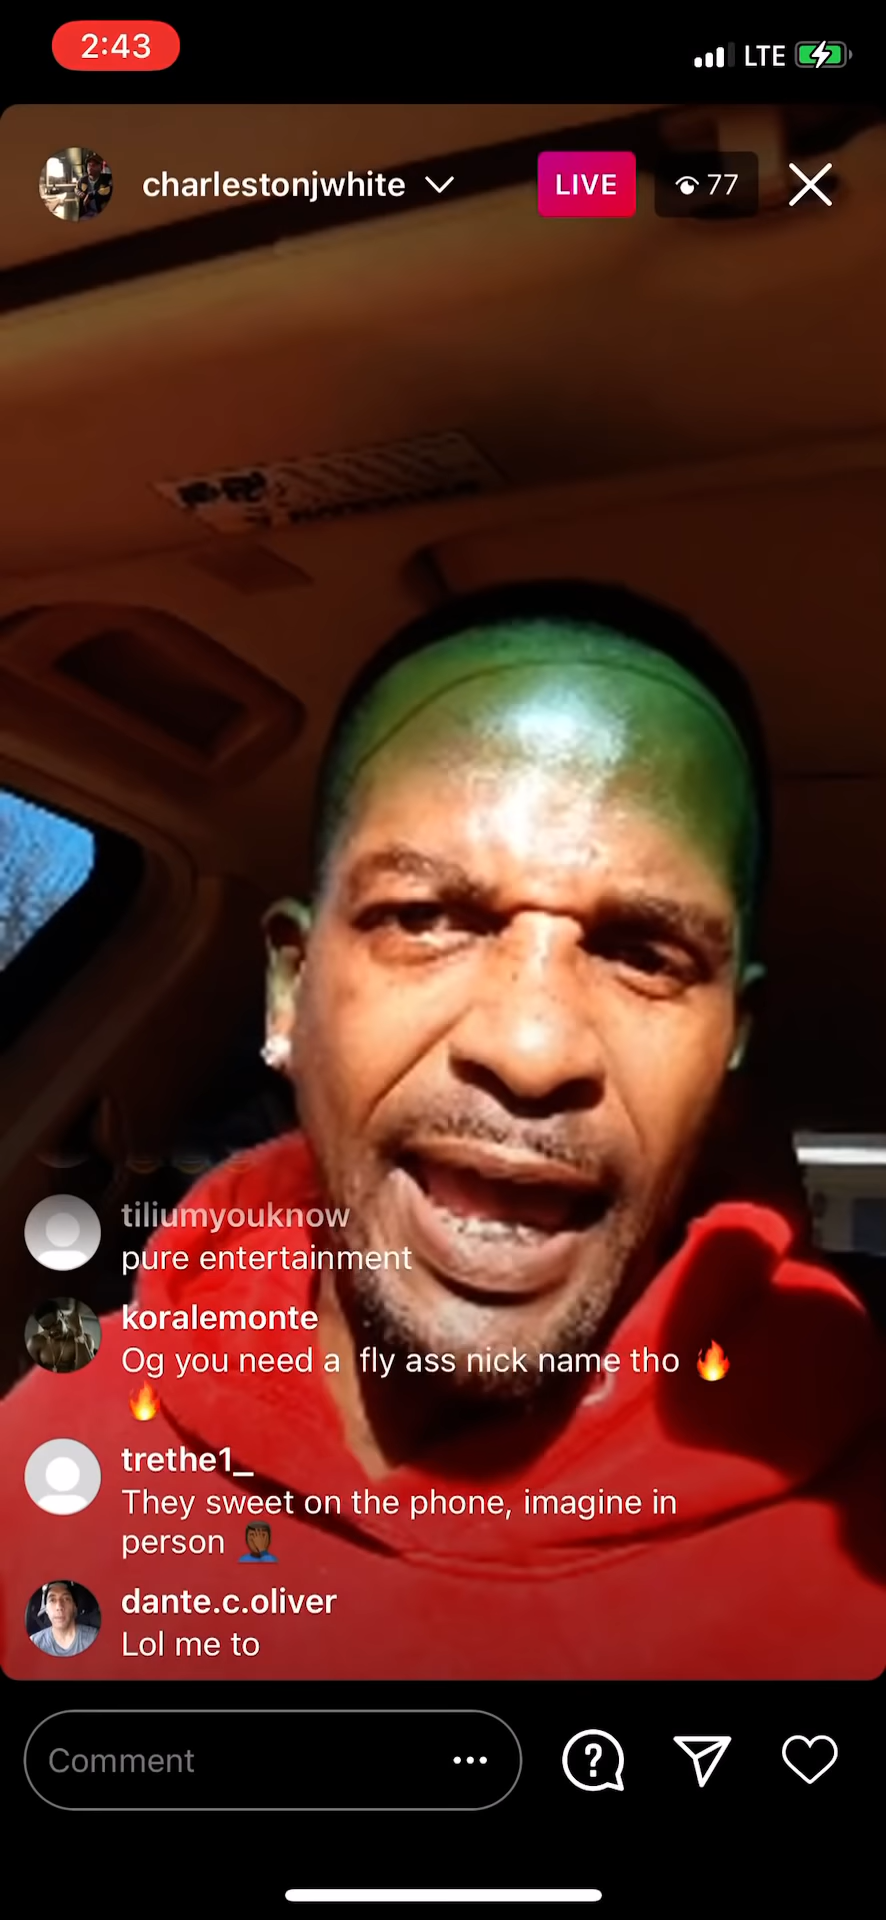 2:43
LTE
charlestonjwhite
LIVE
77
tiliumyouknow
pure entertainment
koralemonte
Og you need a fly ass nick name tho 🔥
🔥
trethe1_
They sweet on the phone, imagine in
person 🤦🏾‍♂️
dante.c.oliver
Lol me to
Comment